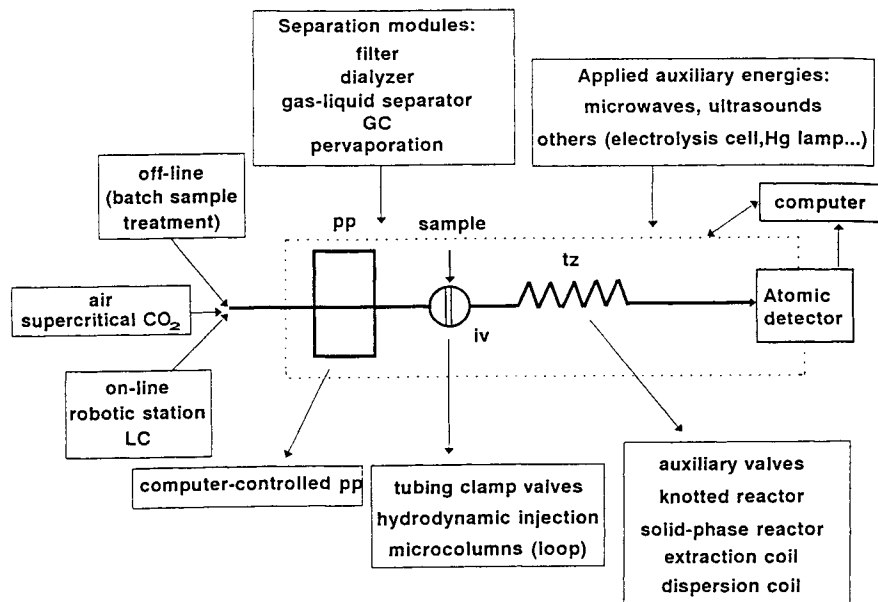 Separation modules:
filter
dialyzer
gas-liquid separator
GC
pervaporation
Applied auxiliary energies:
microwaves, ultrasounds
others (electrolysis cell,Hg lamp...)
off-line
(batch sample
treatment)
computer
pp
sample
tz
air
supercritical CO2
Atomic
detector
iv
on-line
robotic station
LC
computer-controlled pp
tubing clamp valves
hydrodynamic injection
microcolumns (loop)
auxiliary valves
knotted reactor
solid-phase reactor
extraction coil
dispersion coil